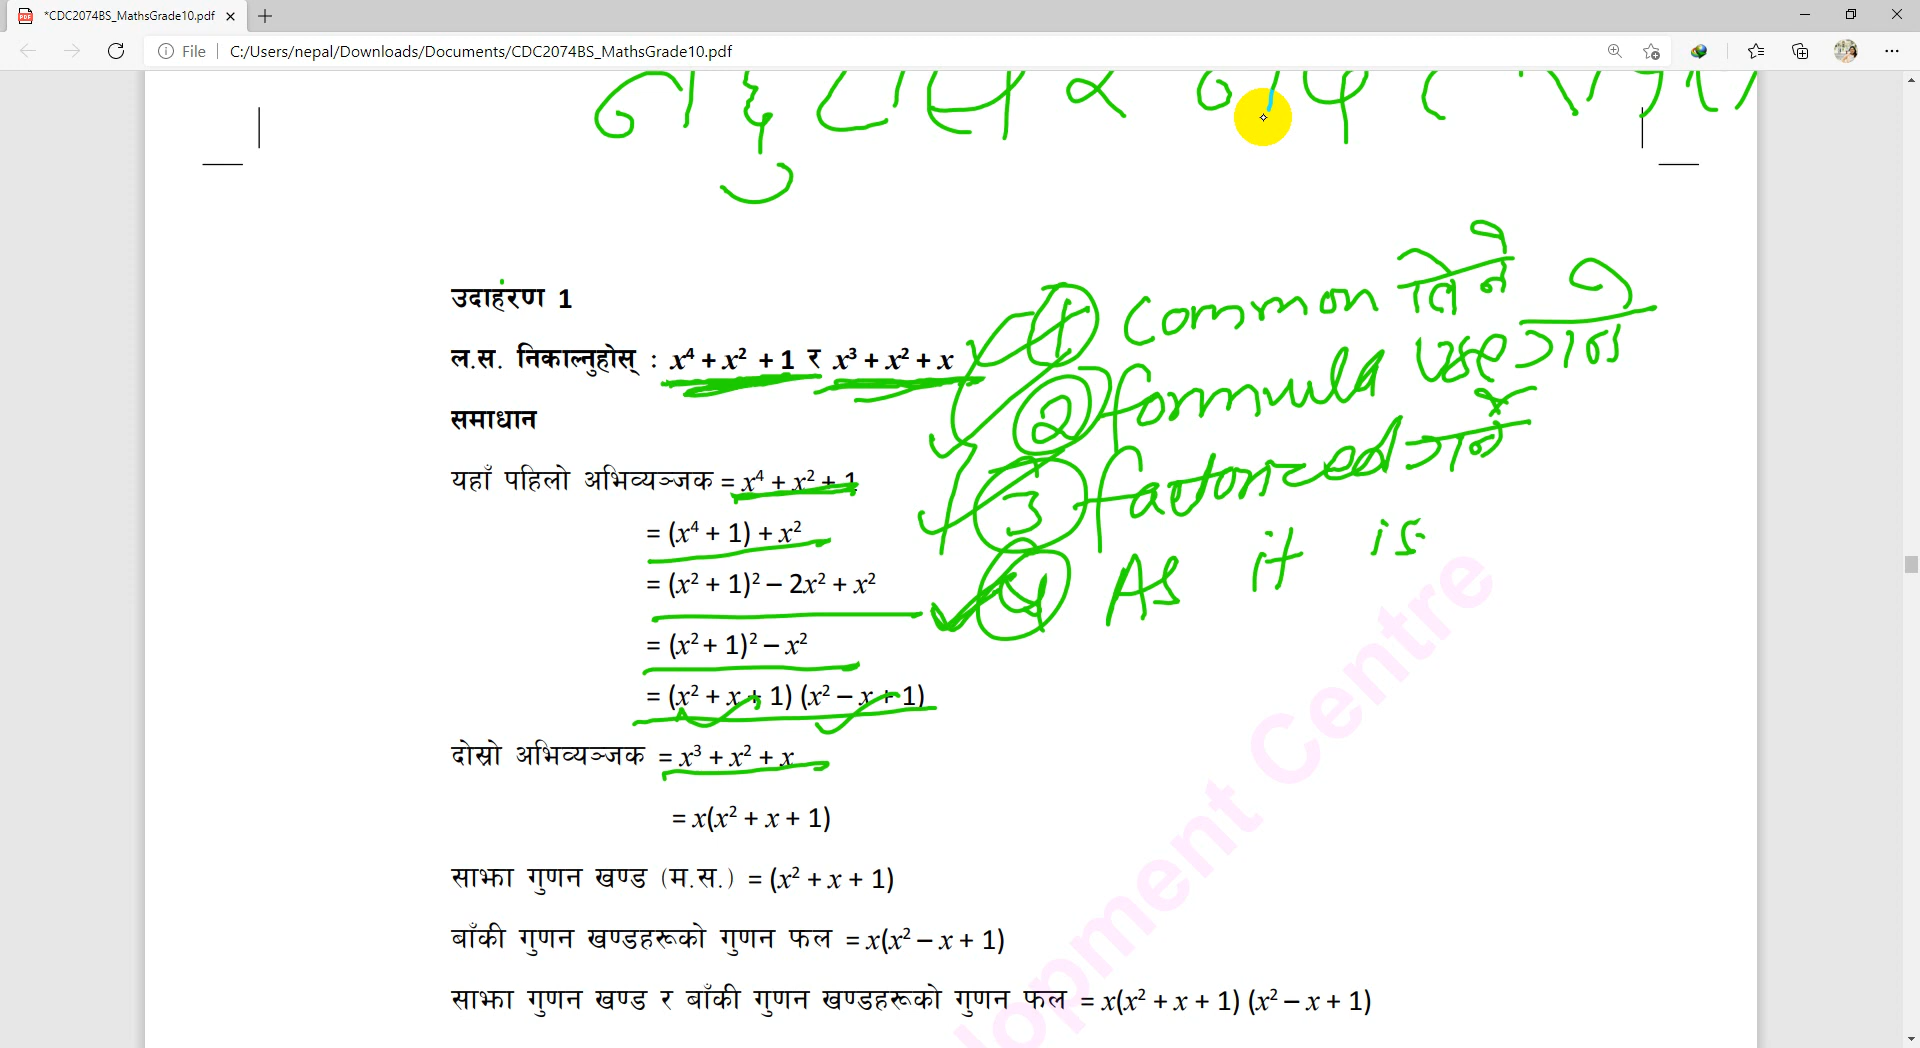 *CDC2074BS_MathsGrade10.pdf
File
C:/Users/nepal/Downloads/Documents/CDC2074BS_MathsGrade10.pdf
उदाहरण 1
ल.स. निकाल्नुहोस् : x⁴ + x² + 1 र x³ + x² + x
समाधान
यहाँ पहिलो अभिव्यञ्जक = x⁴ + x² + 1
= (x⁴ + 1) + x²
= (x² + 1)² – 2x² + x²
= (x² + 1)² – x²
= (x² + x + 1) (x² – x + 1)
दोस्रो अभिव्यञ्जक = x³ + x² + x
= x(x² + x + 1)
साझा गुणन खण्ड (म.स.) = (x² + x + 1)
बाँकी गुणन खण्डहरूको गुणन फल = x(x² – x + 1)
साझा गुणन खण्ड र बाँकी गुणन खण्डहरूको गुणन फल = x(x² + x + 1) (x² – x + 1)
1 Common लिने
2 formula
3 factorized गर्ने
4 As it is
lopment Centre